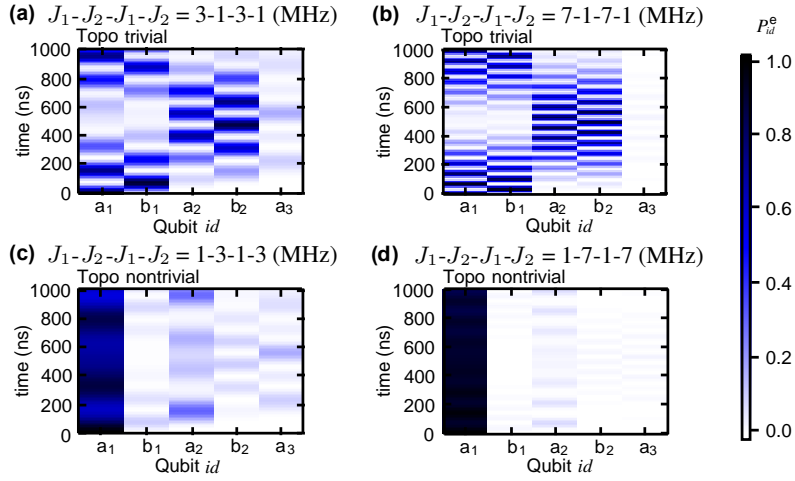 (a) J₁-J₂-J₁-J₂ = 3-1-3-1 (MHz)
Topo trivial
1000
800
600
400
200
0
time (ns)
a₁ b₁ a₂ b₂ a₃
Qubit id
(b) J₁-J₂-J₁-J₂ = 7-1-7-1 (MHz)
Topo trivial
1000
800
600
400
200
0
time (ns)
a₁ b₁ a₂ b₂ a₃
Qubit id
(c) J₁-J₂-J₁-J₂ = 1-3-1-3 (MHz)
Topo nontrivial
1000
800
600
400
200
0
time (ns)
a₁ b₁ a₂ b₂ a₃
Qubit id
(d) J₁-J₂-J₁-J₂ = 1-7-1-7 (MHz)
Topo nontrivial
1000
800
600
400
200
0
time (ns)
a₁ b₁ a₂ b₂ a₃
Qubit id
Pᵉid
1.0
0.8
0.6
0.4
0.2
0.0